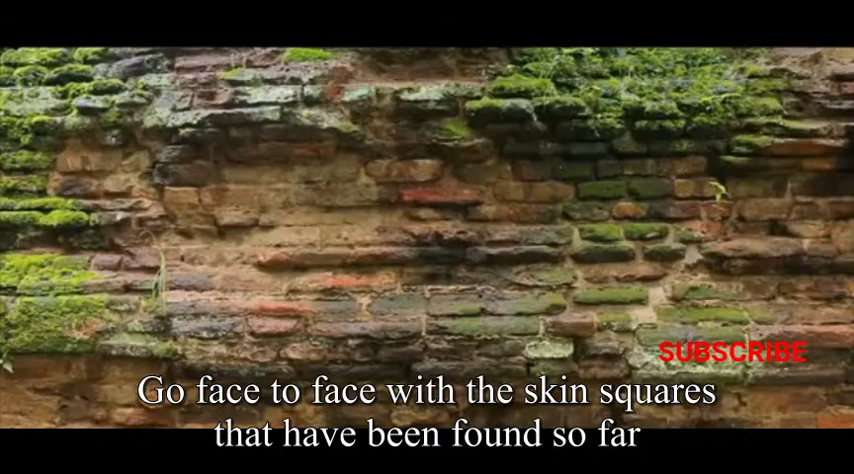 SUBSCRIBE
Go face to face with the skin squares
that have been found so far